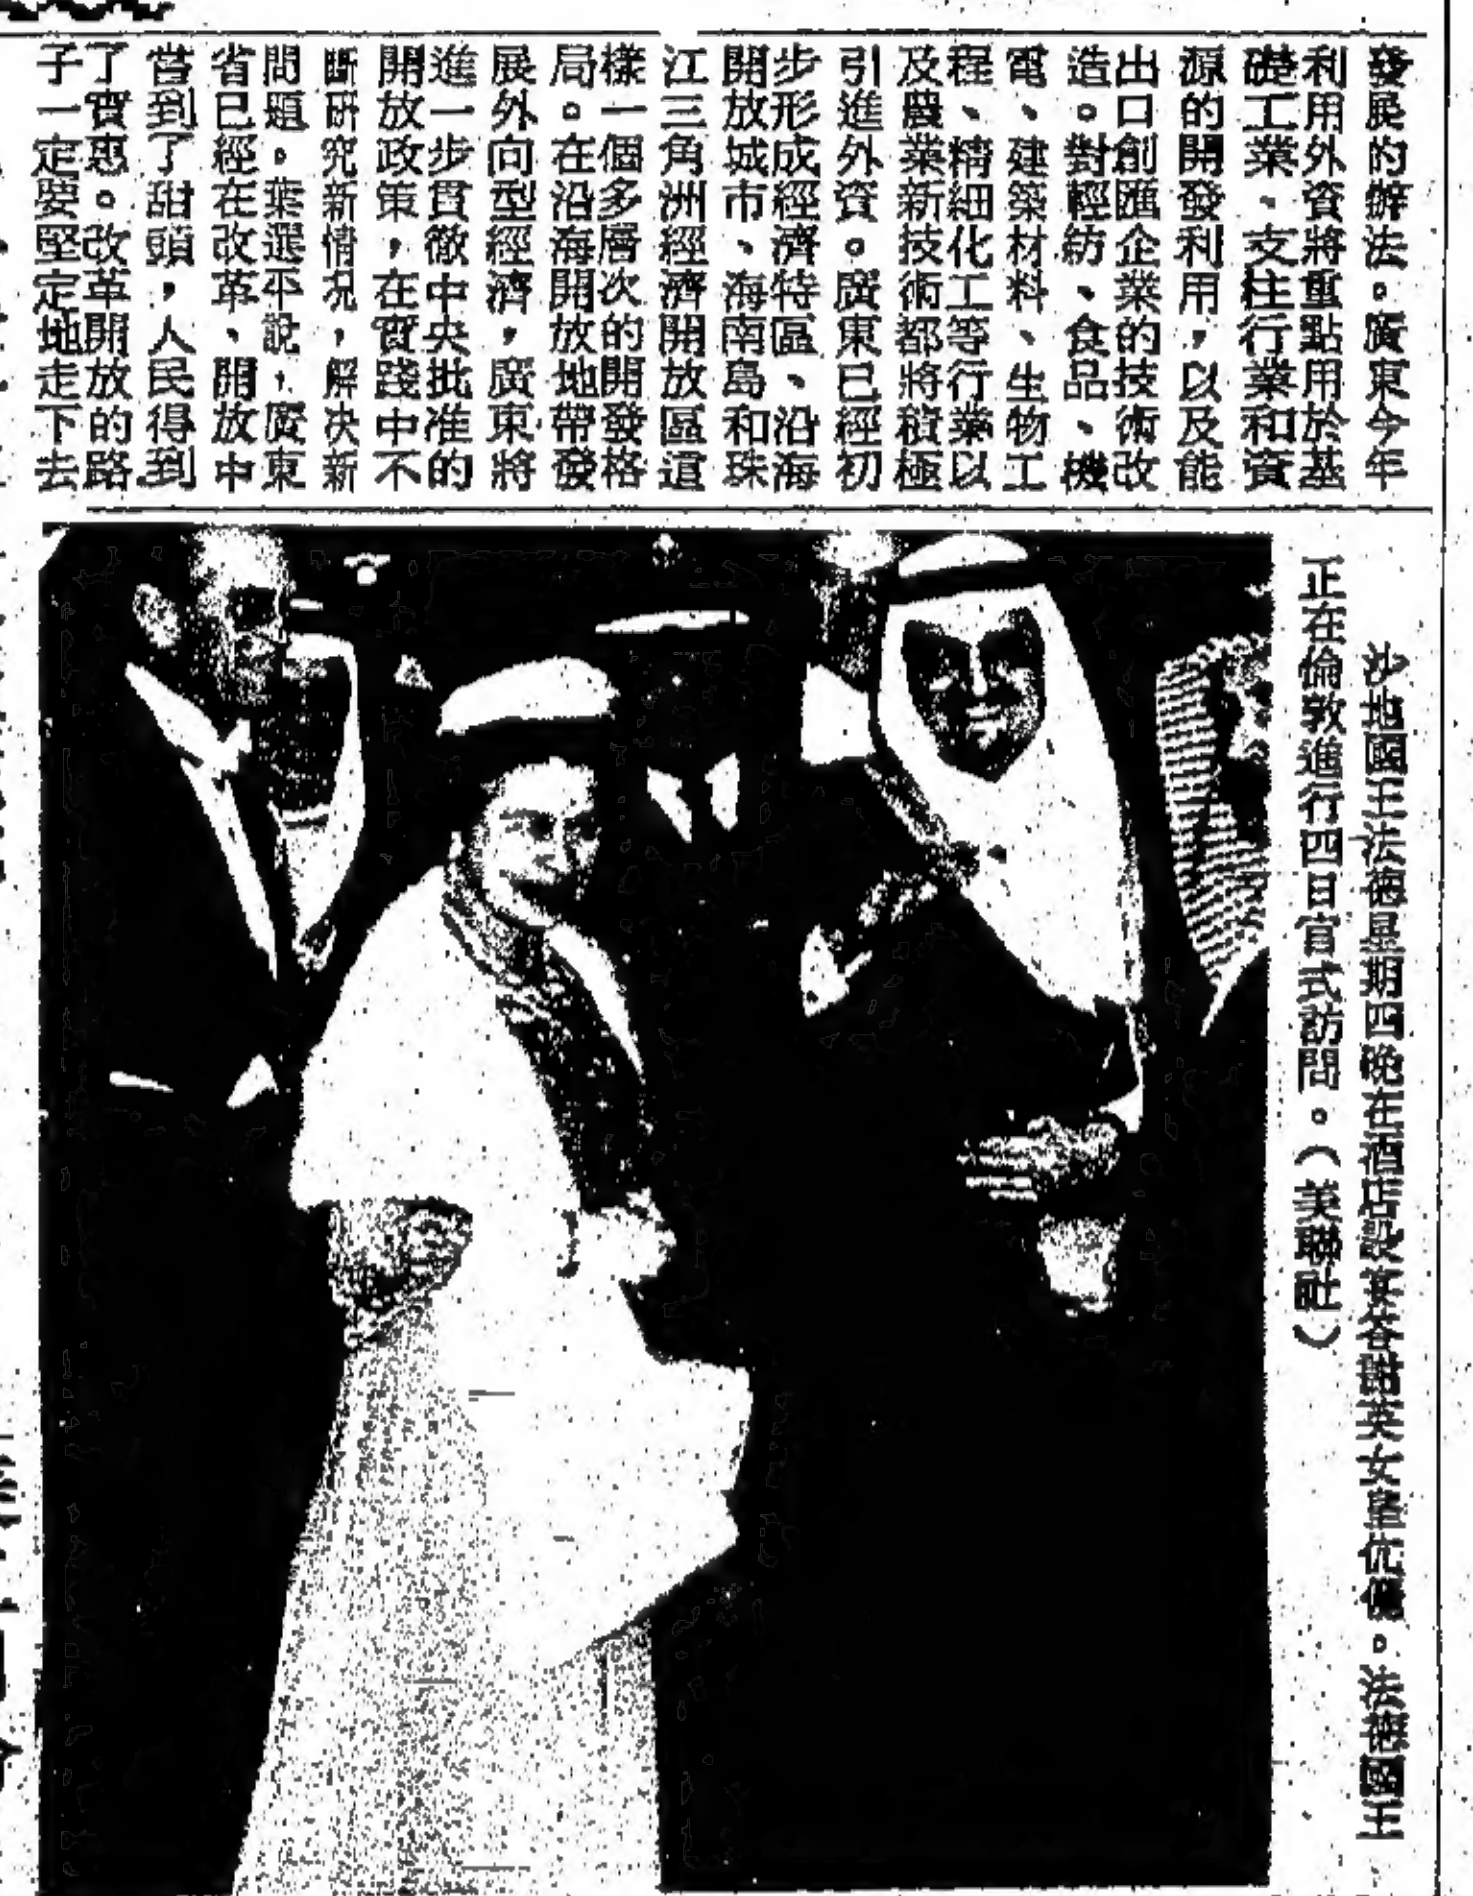 發展的辦法。廣東今年
利用外資將重點用於基
礎工業、支柱行業和資
源的開發利用，以及能
出口創匯企業的技術改
造。對輕紡、食品、機
電、建築材料、生物工
程、精細化工等行業以
及農業新技術都將積極
引進外資。廣東已經初
步形成經濟特區、沿海
開放城市、海南島和珠
江三角洲經濟開放區這
樣一個多層次的開發格
局。在沿海開放地帶發
展外向型經濟，廣東將
進一步貫徹中央批准的
開放政策，在實踐中不
斷研究新情況，解決新
問題。葉選平說，廣東
省已經在改革、開放中
嘗到了甜頭，人民得到
了實惠。改革開放的路
子一定要堅定地走下去
沙地國王法德星期四晚在酒店設宴答謝英女皇伉儷。法德國王
正在倫敦進行四日官式訪問。（美聯社）